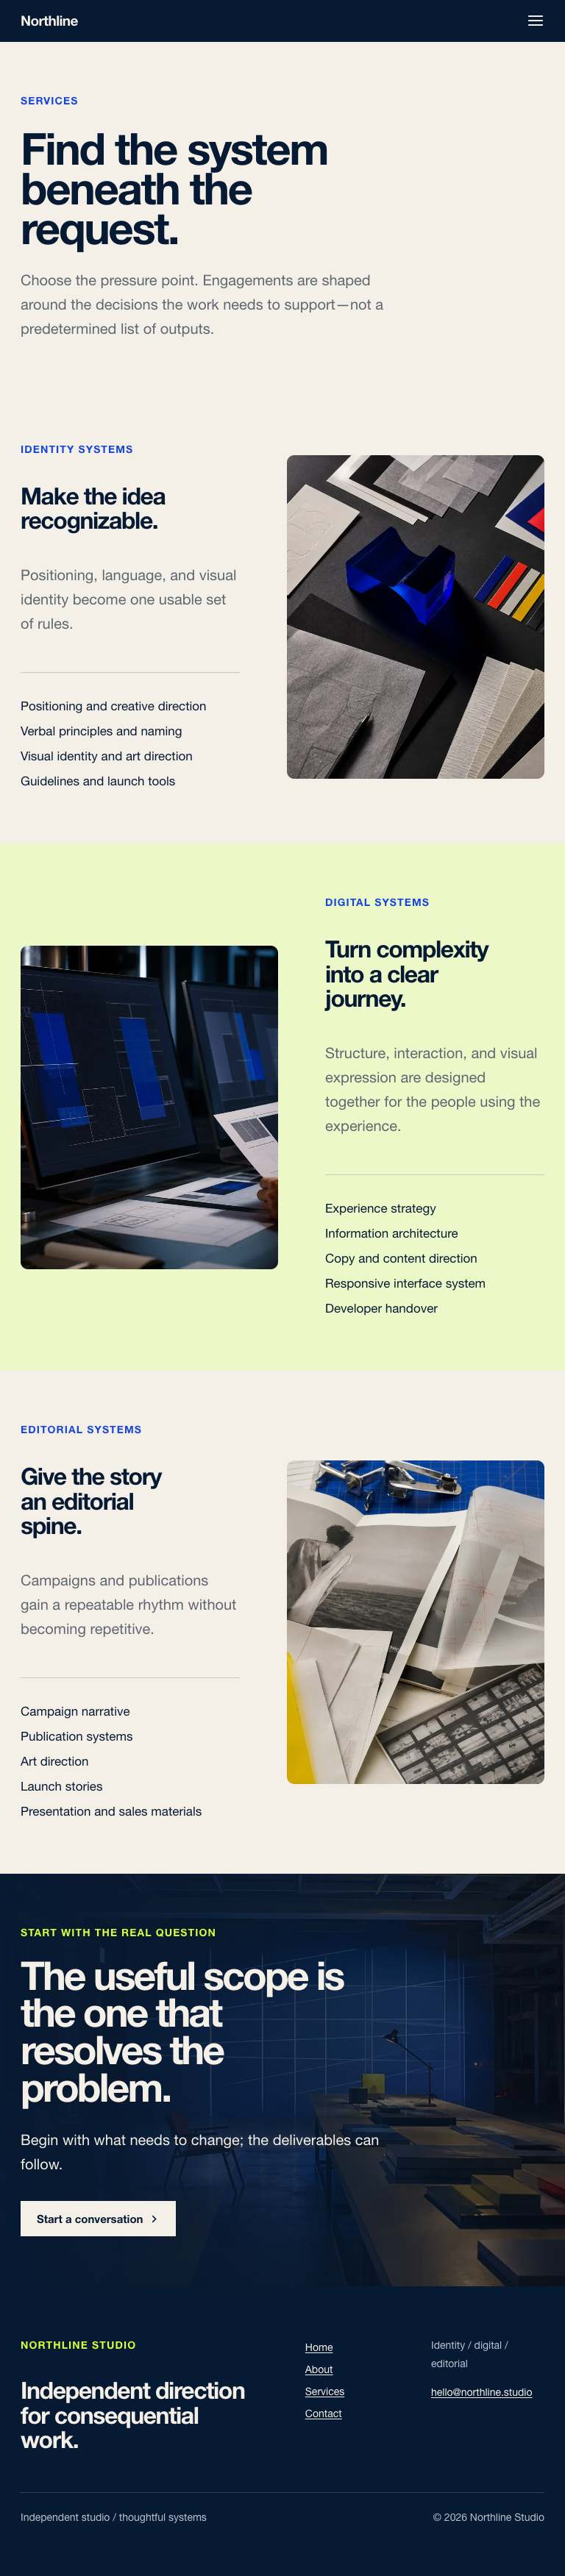 Northline
SERVICES
Find the system
beneath the
request.
Choose the pressure point. Engagements are shaped
around the decisions the work needs to support—not a
predetermined list of outputs.
IDENTITY SYSTEMS
Make the idea
recognizable.
Positioning, language, and visual
identity become one usable set
of rules.
Positioning and creative direction
Verbal principles and naming
Visual identity and art direction
Guidelines and launch tools
DIGITAL SYSTEMS
Turn complexity
into a clear
journey.
Structure, interaction, and visual
expression are designed
together for the people using the
experience.
Experience strategy
Information architecture
Copy and content direction
Responsive interface system
Developer handover
EDITORIAL SYSTEMS
Give the story
an editorial
spine.
Campaigns and publications
gain a repeatable rhythm without
becoming repetitive.
Campaign narrative
Publication systems
Art direction
Launch stories
Presentation and sales materials
START WITH THE REAL QUESTION
The useful scope is
the one that
resolves the
problem.
Begin with what needs to change; the deliverables can
follow.
Start a conversation
NORTHLINE STUDIO
Independent direction
for consequential
work.
Home
About
Services
Contact
Identity / digital /
editorial
hello@northline.studio
Independent studio / thoughtful systems
© 2026 Northline Studio